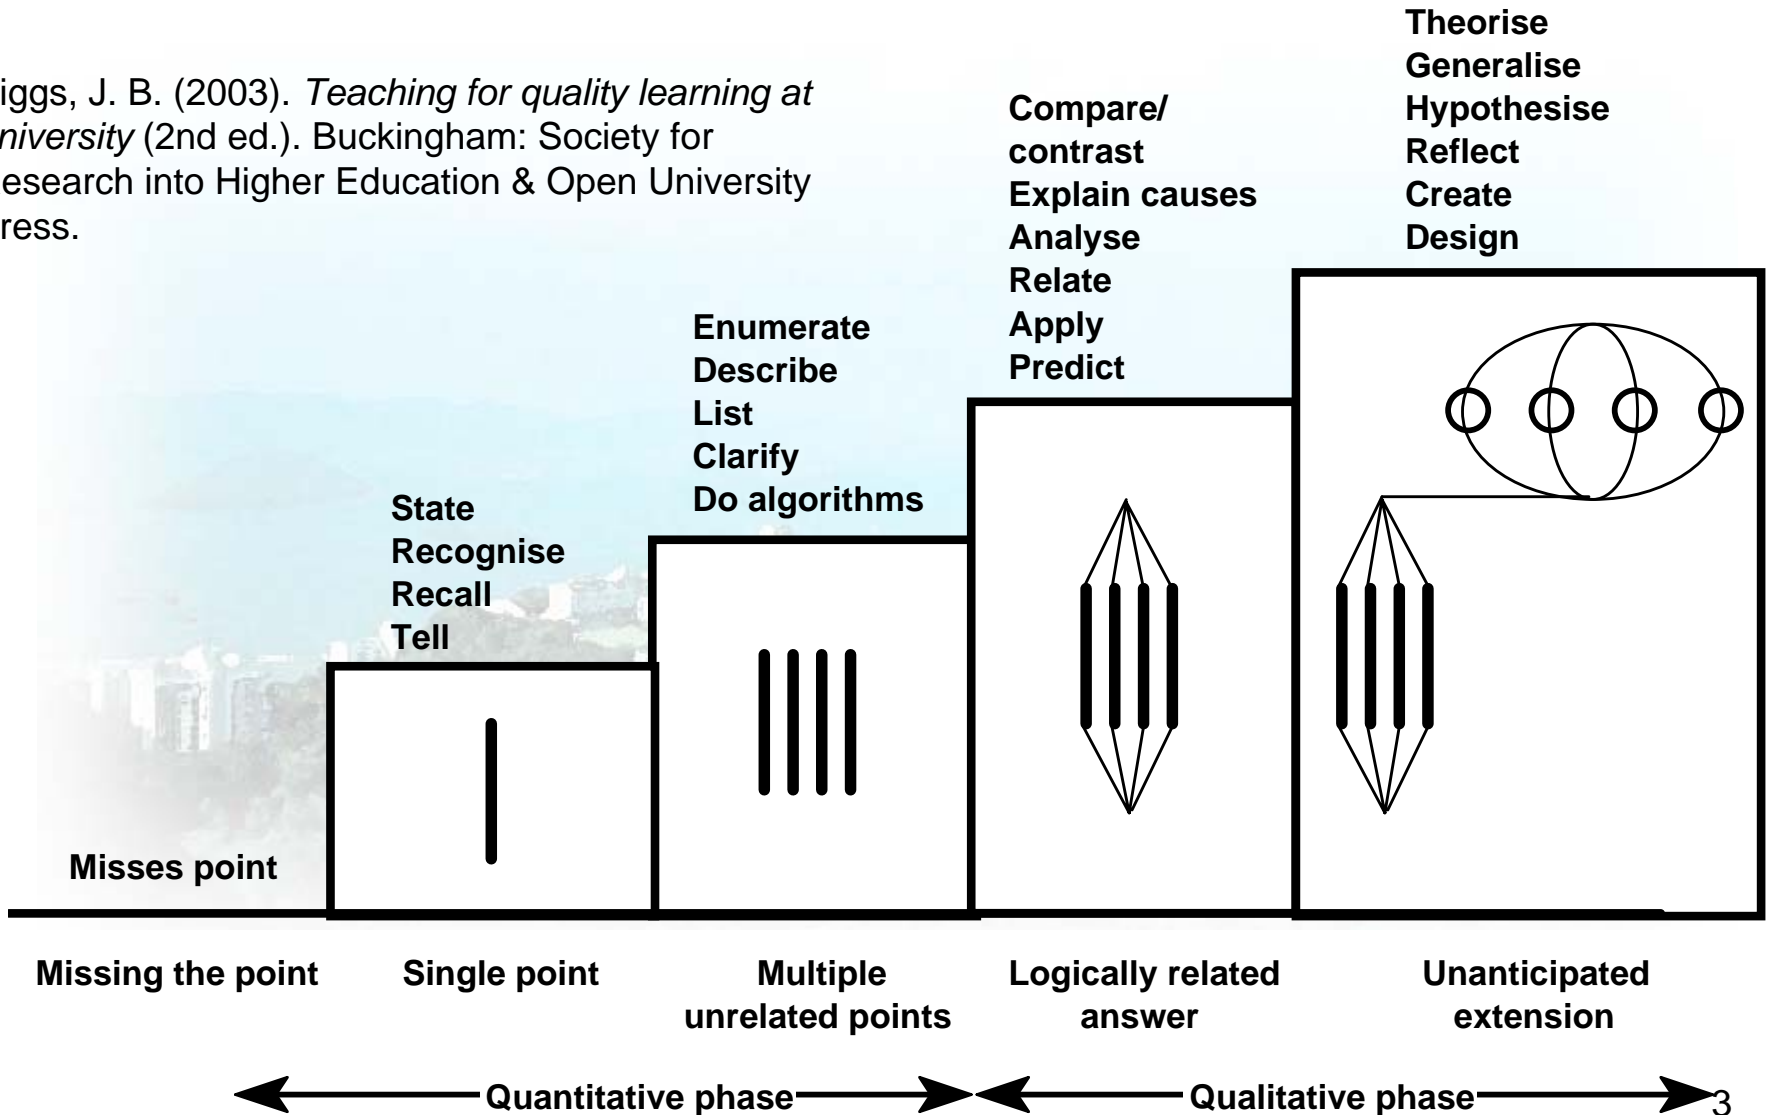 iggs, J. B. (2003). Teaching for quality learning at
niversity (2nd ed.). Buckingham: Society for
esearch into Higher Education & Open University
ress.
Theorise
Generalise
Hypothesise
Reflect
Create
Design
Compare/
contrast
Explain causes
Analyse
Relate
Apply
Predict
Enumerate
Describe
List
Clarify
Do algorithms
State
Recognise
Recall
Tell
Misses point
Missing the point
Single point
Multiple
unrelated points
Logically related
answer
Unanticipated
extension
Quantitative phase
Qualitative phase
3